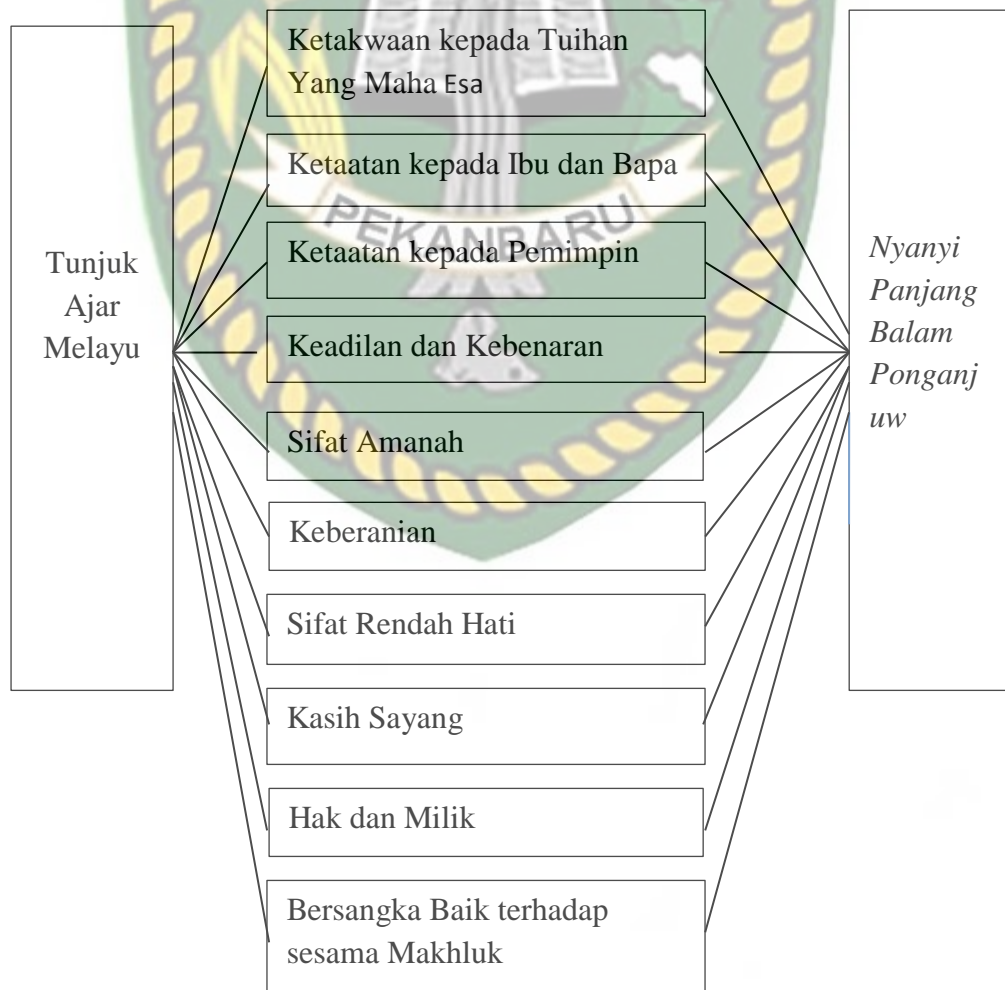 Tunjuk
Ajar
Melayu
Ketakwaan kepada Tuihan
Yang Maha Esa
Ketaatan kepada Ibu dan Bapa
PEKANBARU
Ketaatan kepada Pemimpin
Keadilan dan Kebenaran
Sifat Amanah
Keberanian
Sifat Rendah Hati
Kasih Sayang
Hak dan Milik
Bersangka Baik terhadap
sesama Makhluk
Nyanyi
Panjang
Balam
Ponganj
uw